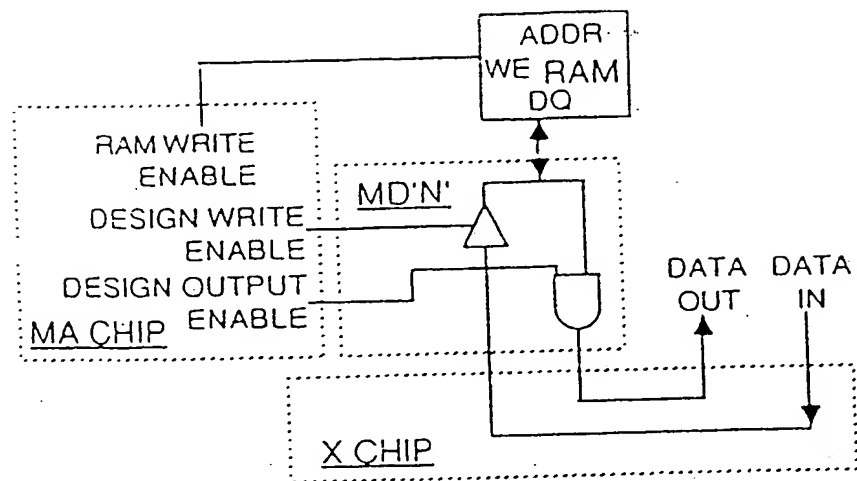 ADDR
WE RAM
DQ
RAM WRITE
ENABLE
MD'N'
DESIGN WRITE
ENABLE
DESIGN OUTPUT
ENABLE
MA CHIP
DATA
OUT
DATA
IN
X CHIP